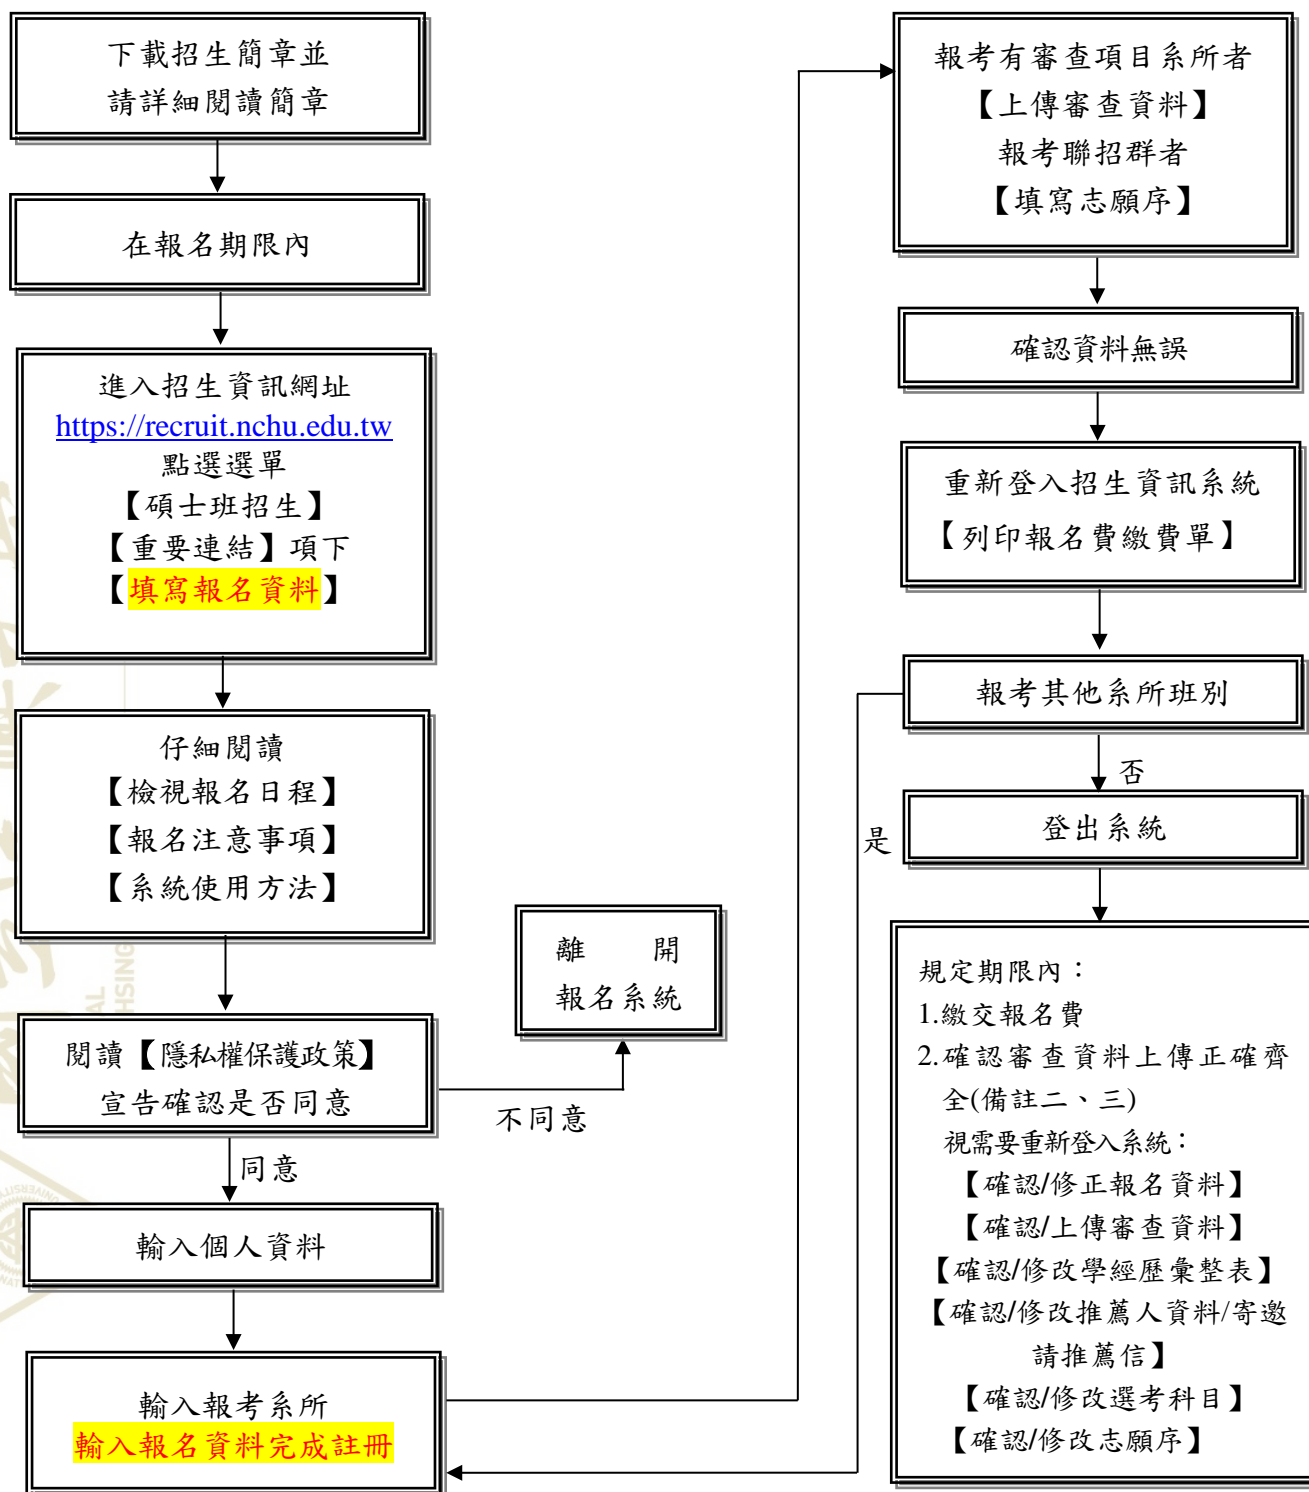 下載招生簡章並
請詳細閱讀簡章
在報名期限內
進入招生資訊網址
https://recruit.nchu.edu.tw
點選選單
【碩士班招生】
【重要連結】項下
【填寫報名資料】
仔細閱讀
【檢視報名日程】
【報名注意事項】
【系統使用方法】
閱讀【隱私權保護政策】
宣告確認是否同意
不同意
離 開
報名系統
同意
輸入個人資料
輸入報考系所
輸入報名資料完成註冊
報考有審查項目系所者
【上傳審查資料】
報考聯招群者
【填寫志願序】
確認資料無誤
重新登入招生資訊系統
【列印報名費繳費單】
報考其他系所班別
是
否
登出系統
規定期限內：
1.繳交報名費
2.確認審查資料上傳正確齊
全(備註二、三)
視需要重新登入系統：
【確認/修正報名資料】
【確認/上傳審查資料】
【確認/修改學經歷彙整表】
【確認/修改推薦人資料/寄邀
請推薦信】
【確認/修改選考科目】
【確認/修改志願序】
AL
HSING